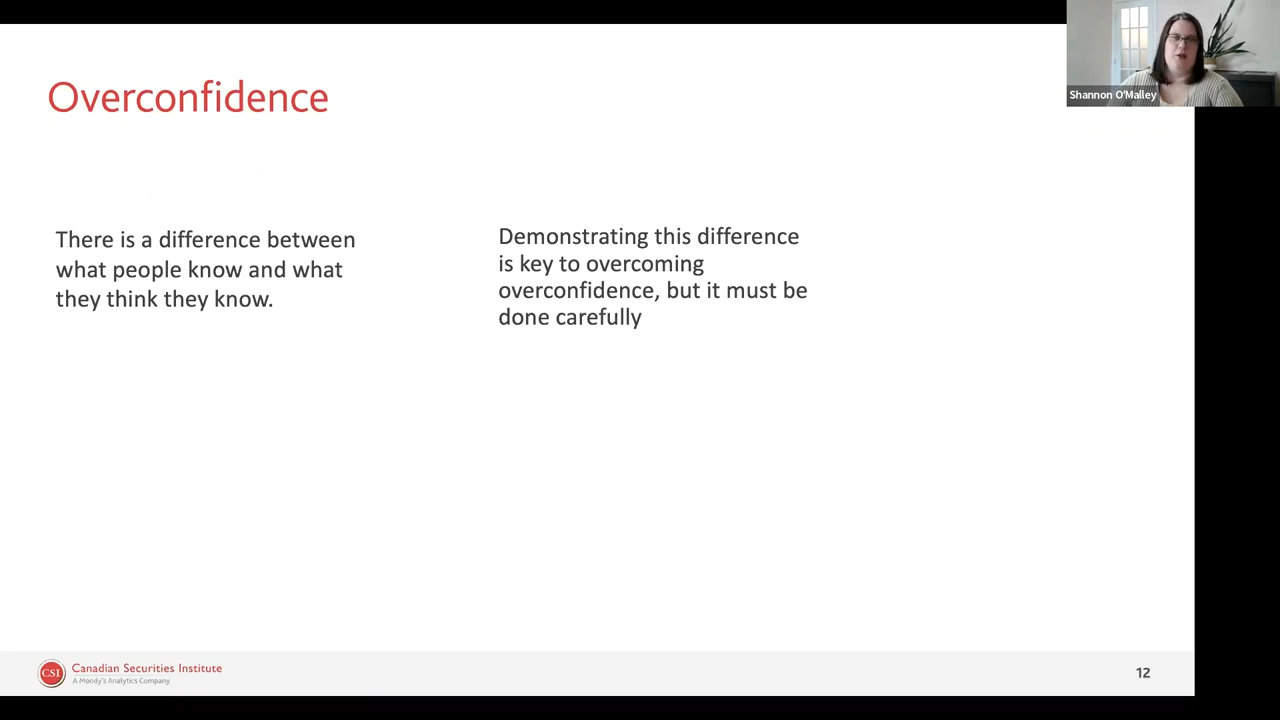 Overconfidence
Shannon O'Malley
There is a difference between
what people know and what
they think they know.
Demonstrating this difference
is key to overcoming
overconfidence, but it must be
done carefully
CSI
Canadian Securities Institute
A Moody's Analytics Company
12